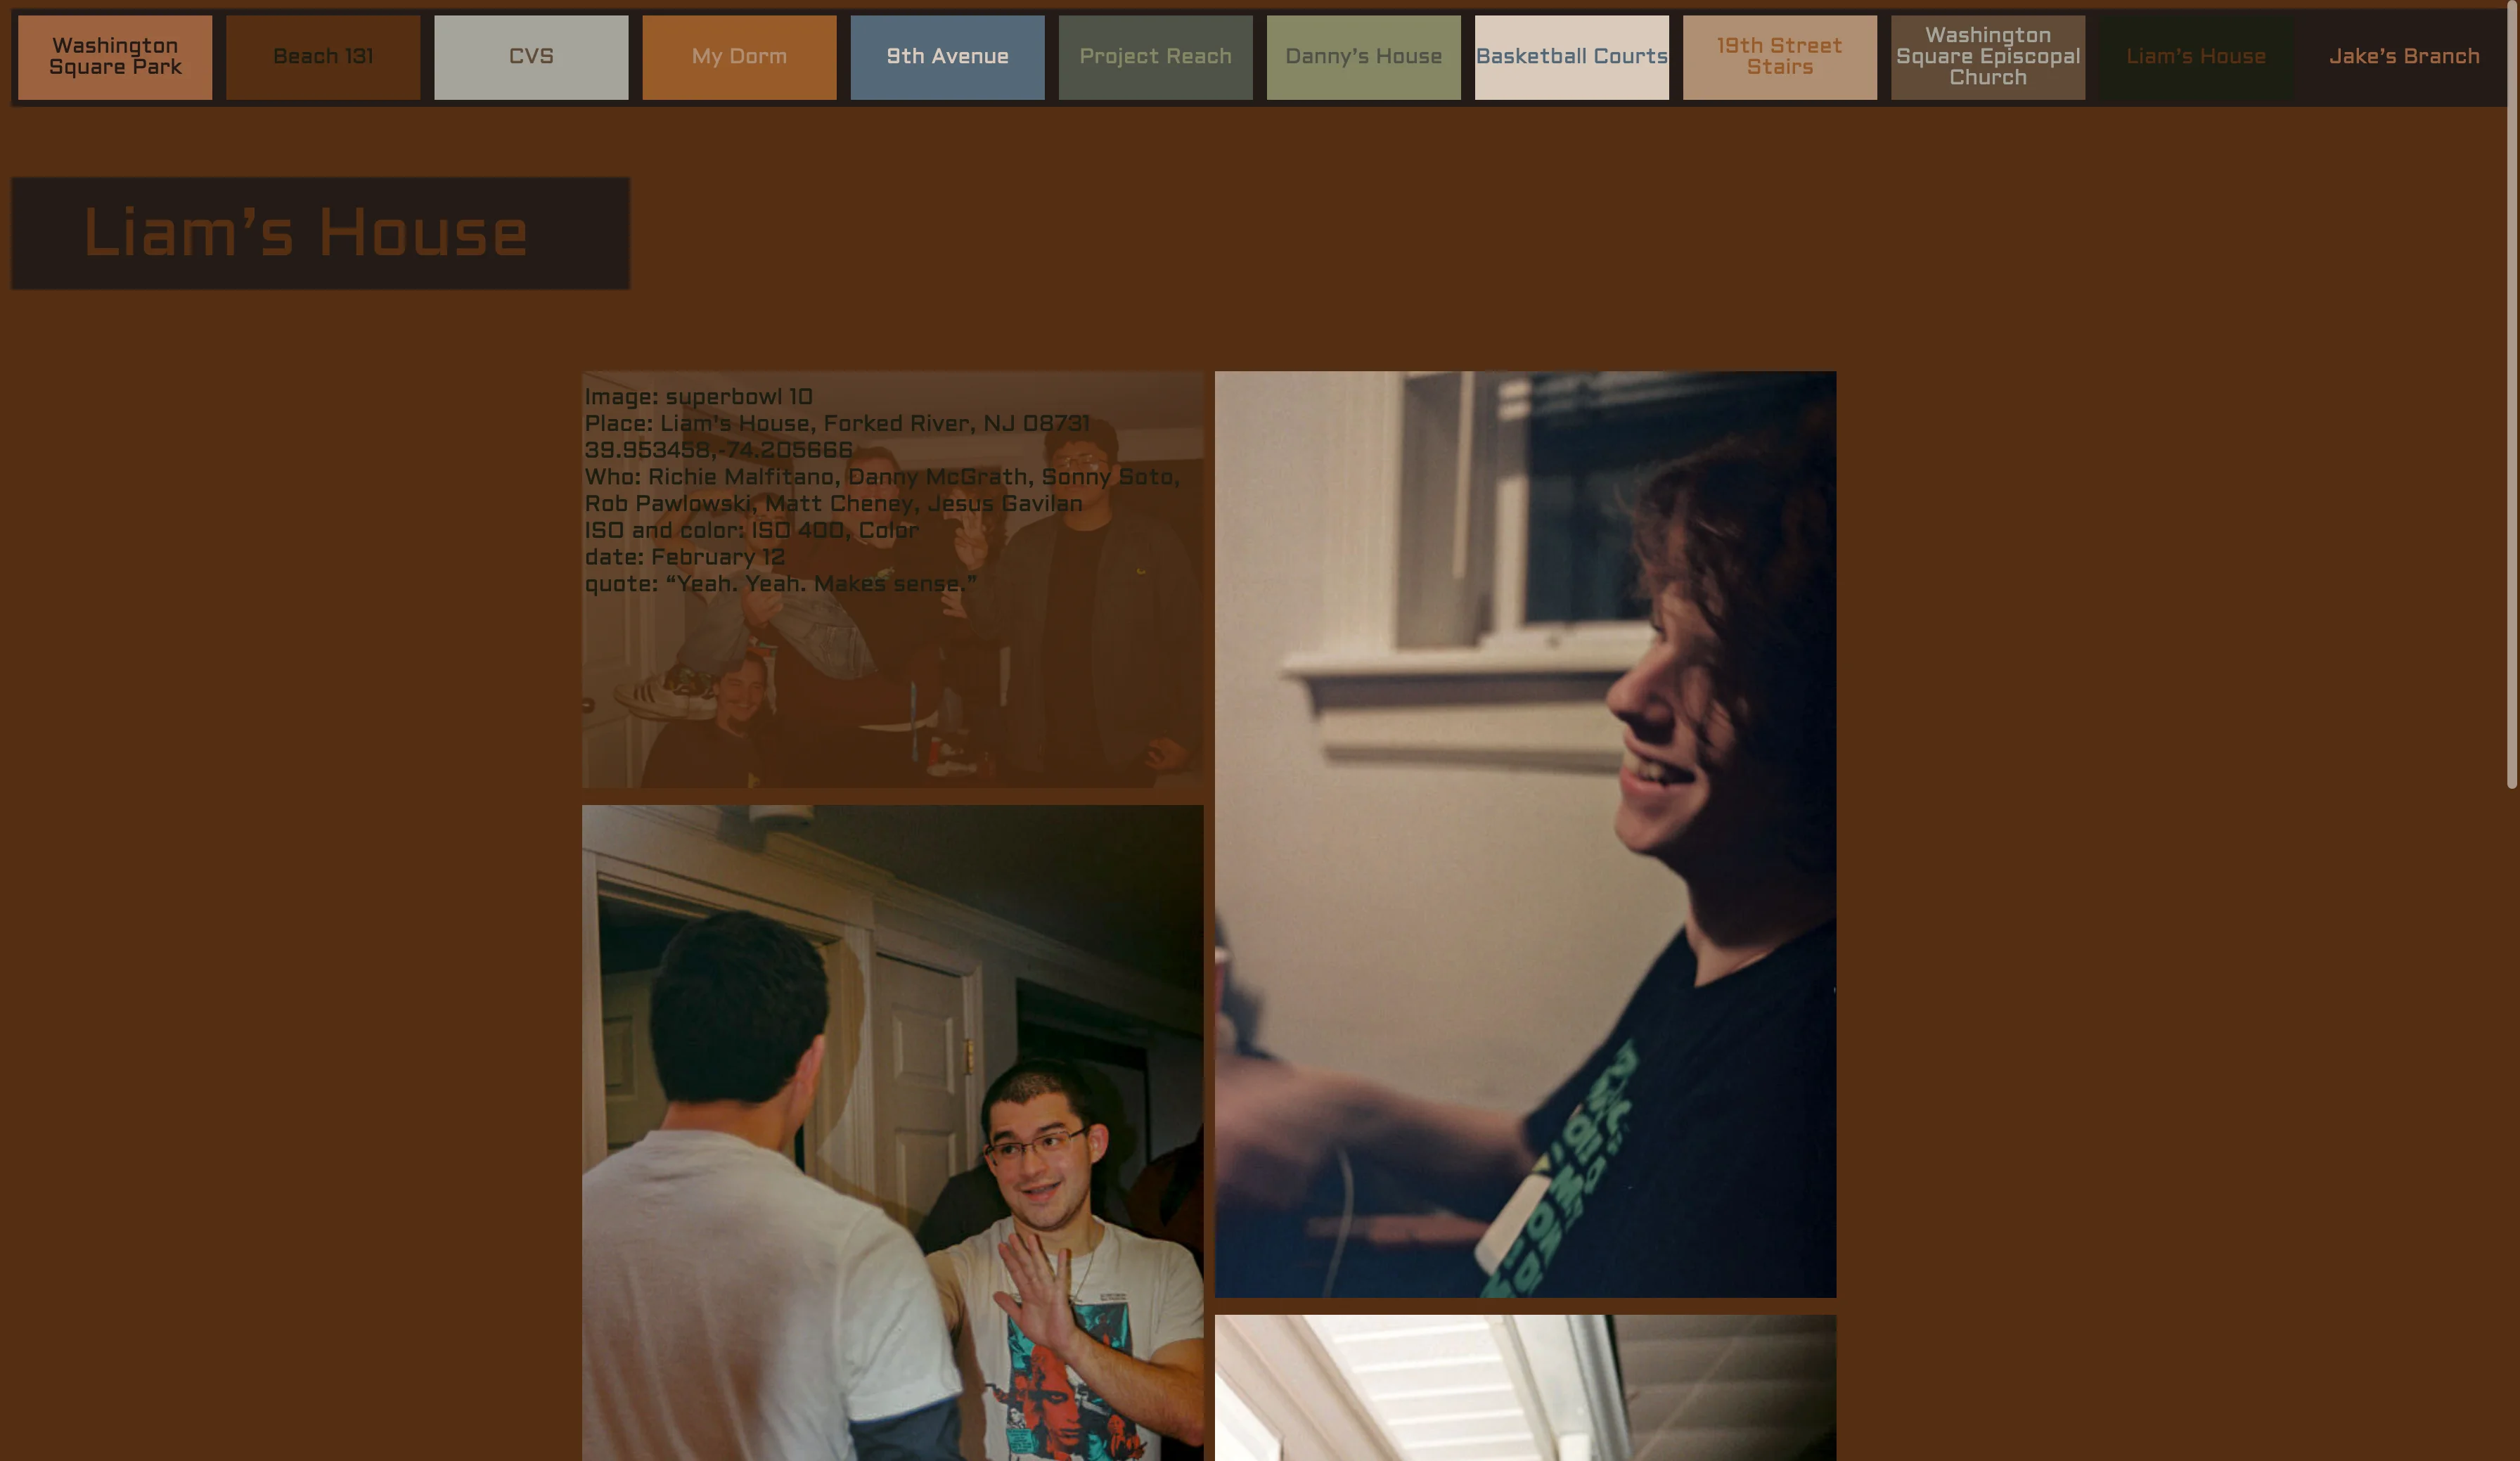 Washington
Square Park
Beach 131
CVS
My Dorm
9th Avenue
Project Reach
Danny's House
Basketball Courts
19th Street
Stairs
Washington
Square Episcopal
Church
Liam's House
Jake's Branch
Liam's House
Image: superbowl 10
Place: Liam's House, Forked River, NJ 08731
39.953458,-74.205666
Who: Richie Malfitano, Danny McGrath, Sonny Soto,
Rob Pawlowski, Matt Cheney, Jesus Gavilan
ISO and color: ISO 400, Color
date: February 12
quote: “Yeah. Yeah. Makes sense.”